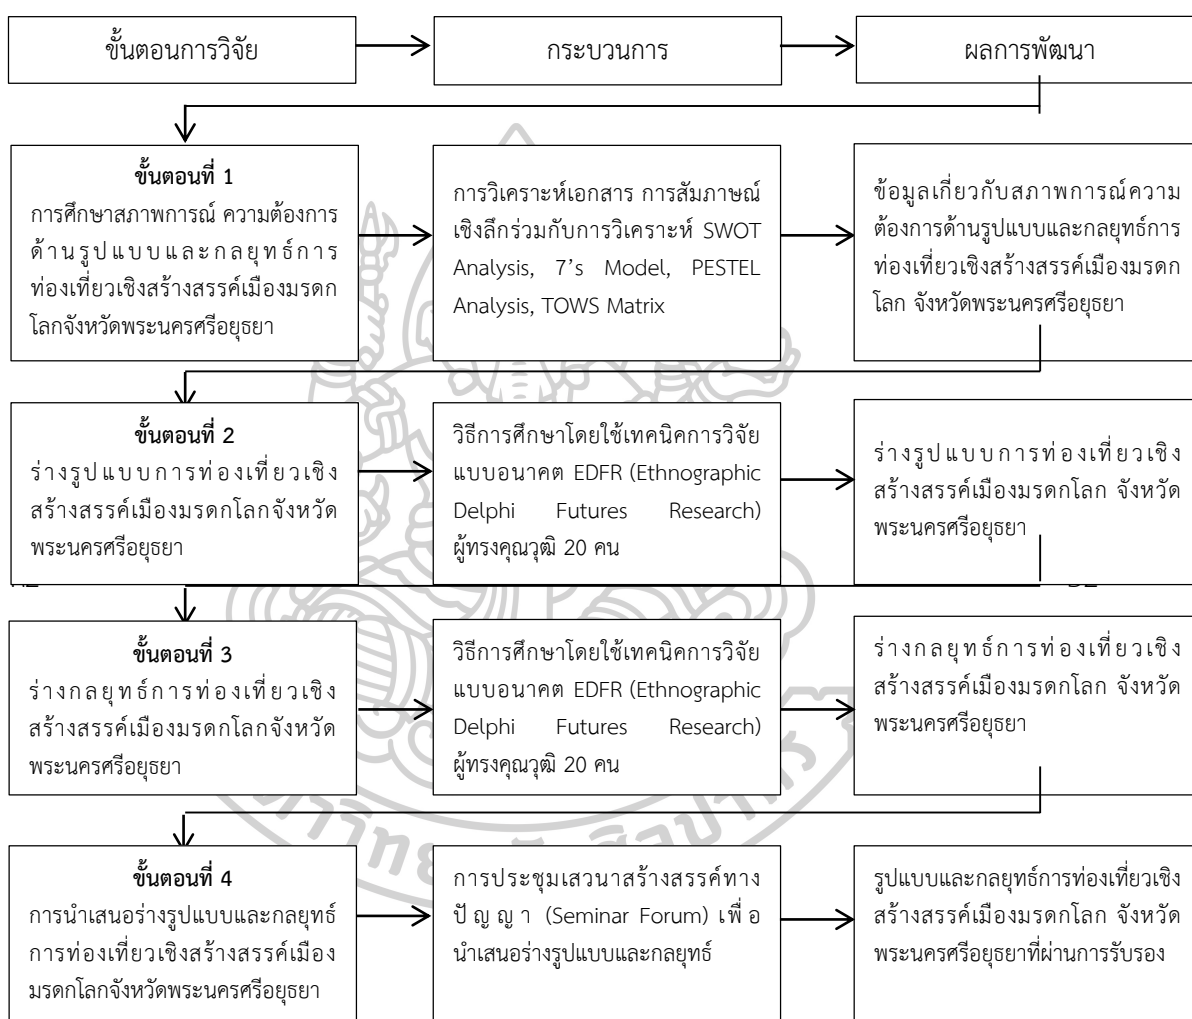 ขั้นตอนการวิจัย
กระบวนการ
ผลการพัฒนา
ขั้นตอนที่ 1
การศึกษาสภาพการณ์ ความต้องการ
ด้านรูปแบบและกลยุทธ์การ
ท่องเที่ยวเชิงสร้างสรรค์เมืองมรดก
โลกจังหวัดพระนครศรีอยุธยา
การวิเคราะห์เอกสาร การสัมภาษณ์
เชิงลึกร่วมกับการวิเคราะห์ SWOT
Analysis, 7’s Model, PESTEL
Analysis, TOWS Matrix
ข้อมูลเกี่ยวกับสภาพการณ์ความ
ต้องการด้านรูปแบบและกลยุทธ์การ
ท่องเที่ยวเชิงสร้างสรรค์เมืองมรดก
โลก จังหวัดพระนครศรีอยุธยา
ขั้นตอนที่ 2
ร่างรูปแบบการท่องเที่ยวเชิง
สร้างสรรค์เมืองมรดกโลกจังหวัด
พระนครศรีอยุธยา
วิธีการศึกษาโดยใช้เทคนิคการวิจัย
แบบอนาคต EDFR (Ethnographic
Delphi Futures Research)
ผู้ทรงคุณวุฒิ 20 คน
ร่างรูปแบบการท่องเที่ยวเชิง
สร้างสรรค์เมืองมรดกโลก จังหวัด
พระนครศรีอยุธยา
ขั้นตอนที่ 3
ร่างกลยุทธ์การท่องเที่ยวเชิง
สร้างสรรค์เมืองมรดกโลกจังหวัด
พระนครศรีอยุธยา
วิธีการศึกษาโดยใช้เทคนิคการวิจัย
แบบอนาคต EDFR (Ethnographic
Delphi Futures Research)
ผู้ทรงคุณวุฒิ 20 คน
ร่างกลยุทธ์การท่องเที่ยวเชิง
สร้างสรรค์เมืองมรดกโลก จังหวัด
พระนครศรีอยุธยา
ขั้นตอนที่ 4
การนำเสนอร่างรูปแบบและกลยุทธ์
การท่องเที่ยวเชิงสร้างสรรค์เมือง
มรดกโลกจังหวัดพระนครศรีอยุธยา
การประชุมเสวนาสร้างสรรค์ทาง
ปัญญา (Seminar Forum) เพื่อ
นำเสนอร่างรูปแบบและกลยุทธ์
รูปแบบและกลยุทธ์การท่องเที่ยวเชิง
สร้างสรรค์เมืองมรดกโลก จังหวัด
พระนครศรีอยุธยาที่ผ่านการรับรอง